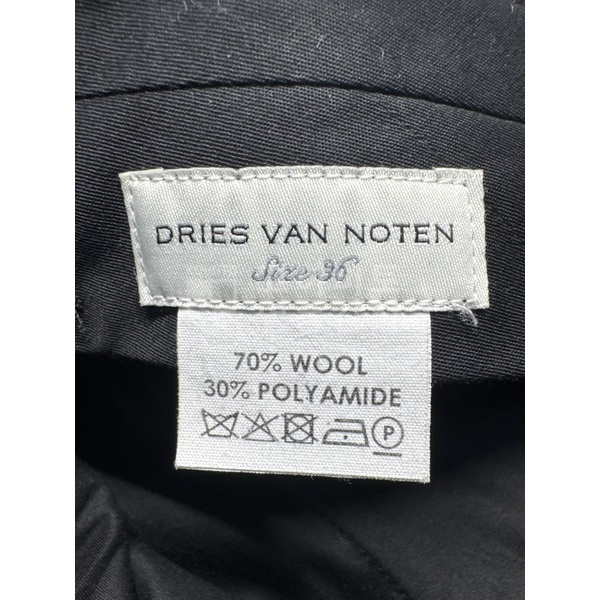 DRIES VAN NOTEN
Size 36
70% WOOL
30% POLYAMIDE
P